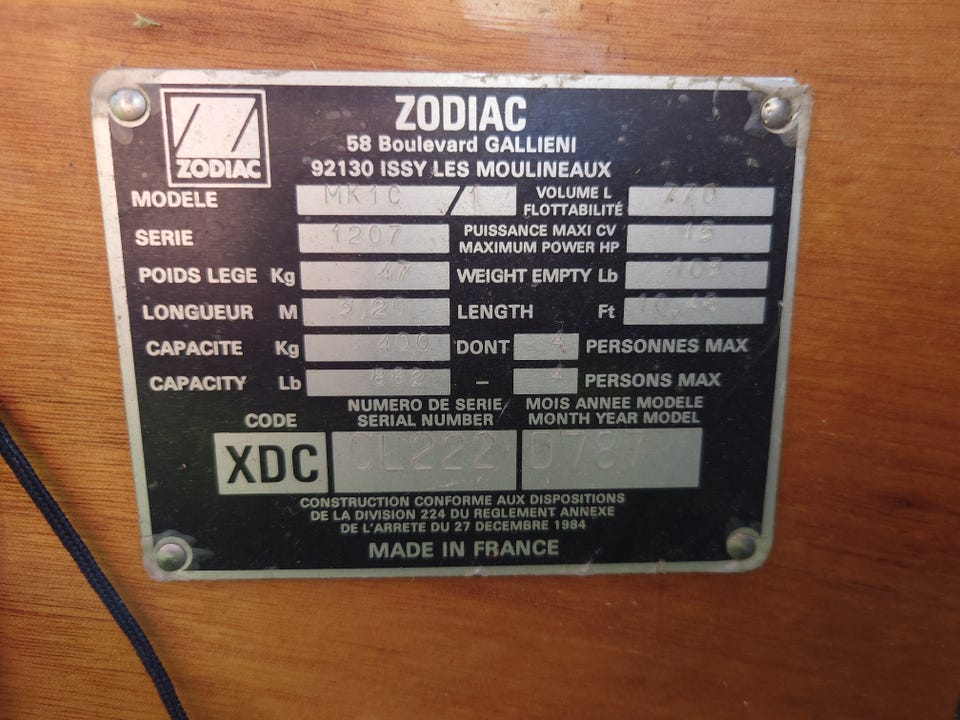 ZODIAC
ZODIAC
58 Boulevard GALLIENI
92130 ISSY LES MOULINEAUX
MODELE MK1C /1 VOLUME L FLOTTABILITÉ 770
SERIE 1207 PUISSANCE MAXI CV MAXIMUM POWER HP 15
POIDS LEGE Kg 47 WEIGHT EMPTY Lb 103
LONGUEUR M 3,20 LENGTH Ft
CAPACITE Kg 400 DONT 4 PERSONNES MAX
CAPACITY Lb 882 – 4 PERSONS MAX
NUMERO DE SERIE MOIS ANNEE MODELE
CODE SERIAL NUMBER MONTH YEAR MODEL
XDC CL222 D787
CONSTRUCTION CONFORME AUX DISPOSITIONS
DE LA DIVISION 224 DU REGLEMENT ANNEXE
DE L'ARRETE DU 27 DECEMBRE 1984
MADE IN FRANCE